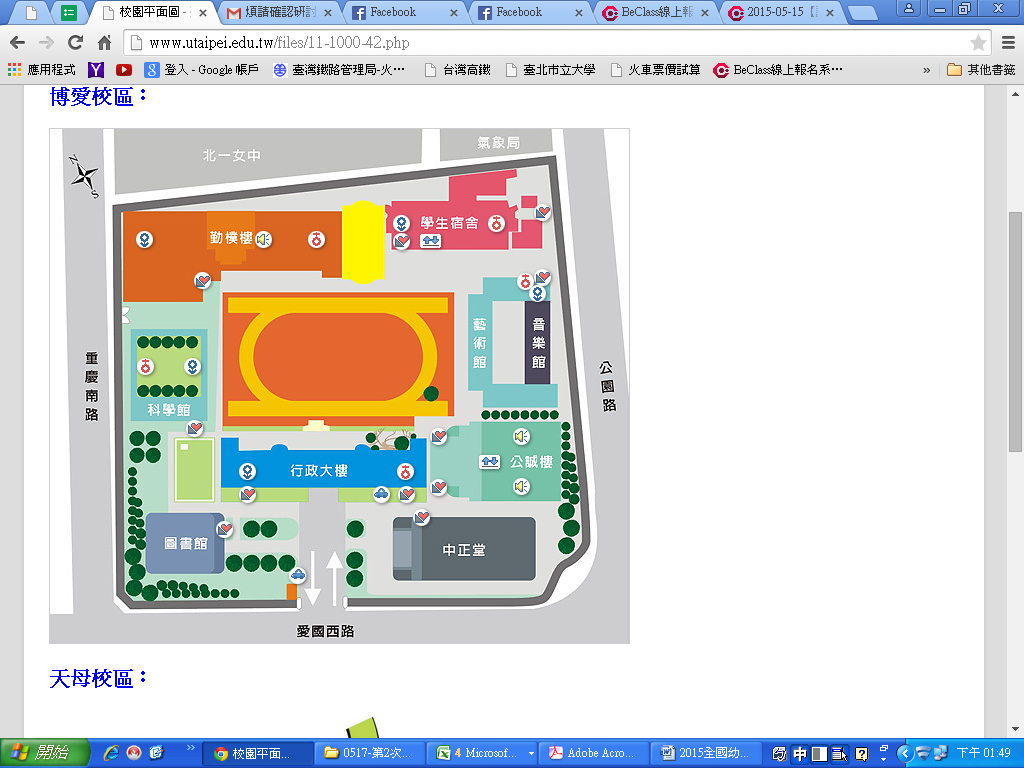 校園平面圖 - 
煩請確認研討
Facebook
Facebook
BeClass線上報
2015-05-15【
www.utaipei.edu.tw/files/11-1000-42.php
應用程式
登入 - Google 帳戶
臺灣鐵路管理局-火…
台灣高鐵
臺北市立大學
火車票價試算
BeClass線上報名系…
»
其他書籤
博愛校區：
北一女中
氣象局
N
S
勤樸樓
學生宿舍
藝術館
音樂館
重慶南路
公園路
科學館
行政大樓
公誠樓
圖書館
中正堂
愛國西路
天母校區：
開始
校園平面...
0517-第2次...
4 Microsof...
Adobe Acro...
2015全國幼...
中
下午 01:49